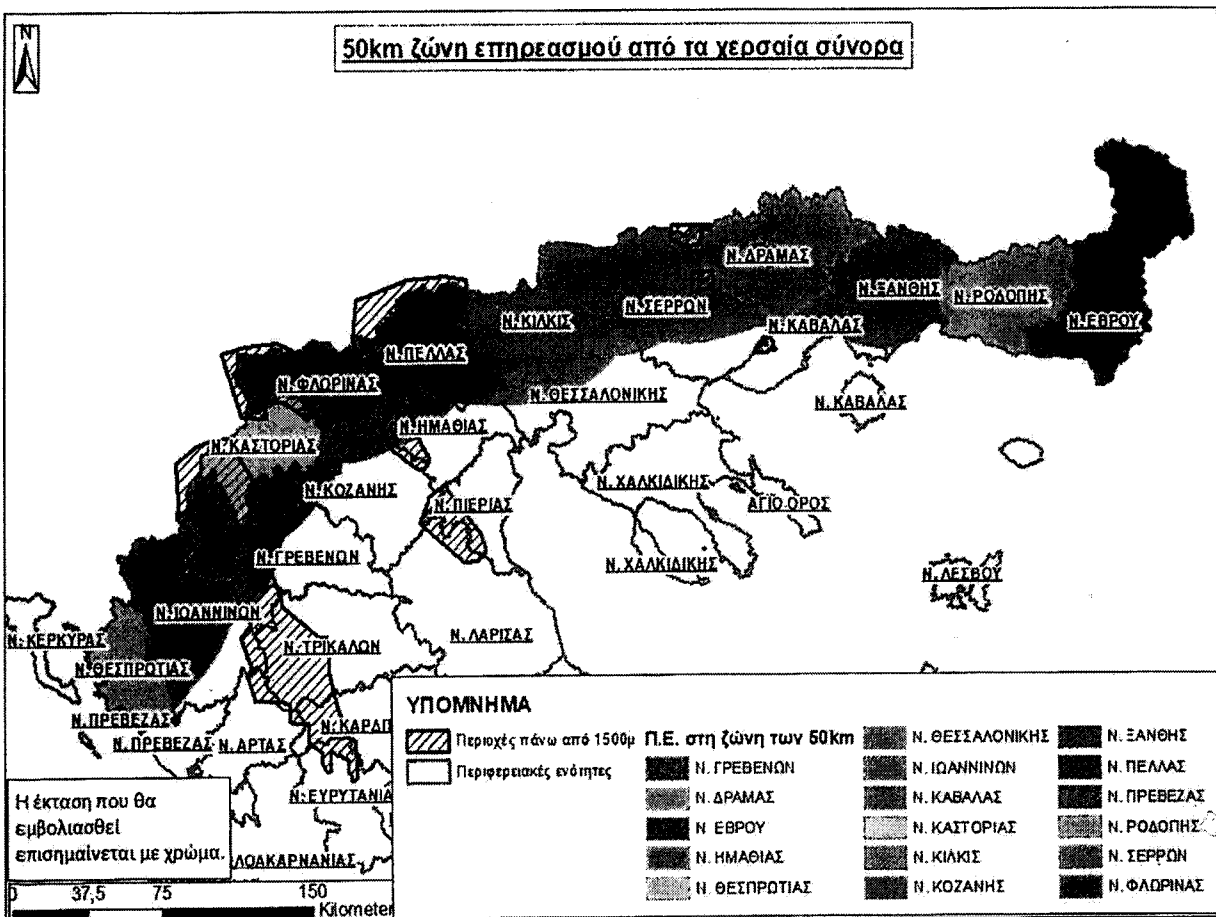 N
50km ζώνη επηρεασμού από τα χερσαία σύνορα
Ν. ΔΡΑΜΑΣ
Ν. ΞΑΝΘΗΣ
Ν. ΡΟΔΟΠΗΣ
Ν. ΣΕΡΡΩΝ
Ν. ΚΙΛΚΙΣ
Ν. ΚΑΒΑΛΑΣ
Ν. ΕΒΡΟΥ
Ν. ΠΕΛΛΑΣ
Ν. ΦΛΩΡΙΝΑΣ
Ν. ΘΕΣΣΑΛΟΝΙΚΗΣ
Ν. ΚΑΒΑΛΑΣ
Ν. ΗΜΑΘΙΑΣ
Ν. ΚΑΣΤΟΡΙΑΣ
Ν. ΚΟΖΑΝΗΣ
Ν. ΧΑΛΚΙΔΙΚΗΣ
Ν. ΠΙΕΡΙΑΣ
ΑΓΙΟ ΟΡΟΣ
Ν. ΓΡΕΒΕΝΩΝ
Ν. ΧΑΛΚΙΔΙΚΗΣ
Ν. ΛΕΣΒΟΥ
Ν. ΙΩΑΝΝΙΝΩΝ
Ν. ΚΕΡΚΥΡΑΣ
Ν. ΤΡΙΚΑΛΩΝ
Ν. ΛΑΡΙΣΑΣ
Ν. ΘΕΣΠΡΩΤΙΑΣ
Ν. ΠΡΕΒΕΖΑΣ
Ν. ΠΡΕΒΕΖΑΣ
Ν. ΑΡΤΑΣ
Ν. ΚΑΡΔΙ
Ν. ΕΥΡΥΤΑΝΙΑ
ΛΟΑΚΑΡΝΑΝΙΑΣ
Η έκταση που θα
εμβολιασθεί
επισημαίνεται με χρώμα.
0 37,5 75 150
Kilometer
ΥΠΟΜΝΗΜΑ
Περιοχές πάνω από 1500μ
Περιφερειακές ενότητες
Π.Ε. στη ζώνη των 50km
Ν. ΓΡΕΒΕΝΩΝ
Ν. ΔΡΑΜΑΣ
Ν ΕΒΡΟΥ
Ν. ΗΜΑΘΙΑΣ
Ν. ΘΕΣΠΡΩΤΙΑΣ
Ν. ΘΕΣΣΑΛΟΝΙΚΗΣ
Ν. ΙΩΑΝΝΙΝΩΝ
Ν. ΚΑΒΑΛΑΣ
Ν. ΚΑΣΤΟΡΙΑΣ
Ν. ΚΙΛΚΙΣ
Ν. ΚΟΖΑΝΗΣ
Ν. ΞΑΝΘΗΣ
Ν. ΠΕΛΛΑΣ
Ν. ΠΡΕΒΕΖΑΣ
Ν. ΡΟΔΟΠΗΣ
Ν. ΣΕΡΡΩΝ
Ν. ΦΛΩΡΙΝΑΣ